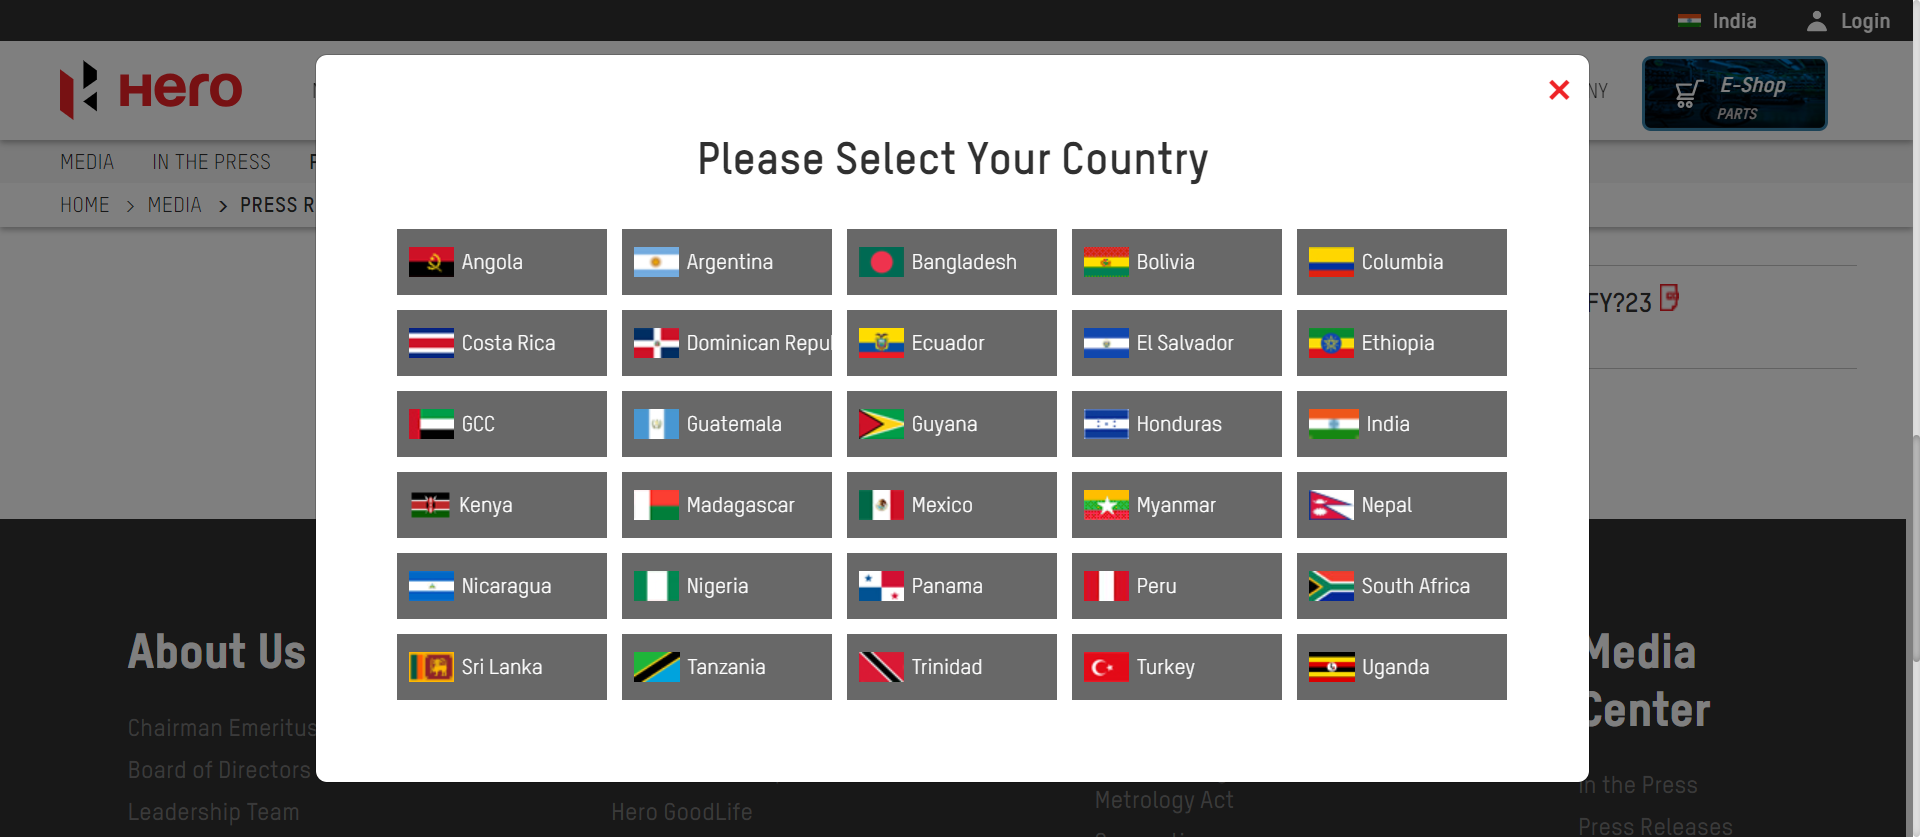 India
Login
Hero
NY
E-Shop
PARTS
MEDIA
IN THE PRESS
HOME > MEDIA > PRESS R
Please Select Your Country
Angola
Argentina
Bangladesh
Bolivia
Columbia
Costa Rica
Dominican Repu
Ecuador
El Salvador
Ethiopia
GCC
Guatemala
Guyana
Honduras
India
Kenya
Madagascar
Mexico
Myanmar
Nepal
Nicaragua
Nigeria
Panama
Peru
South Africa
Sri Lanka
Tanzania
Trinidad
Turkey
Uganda
FY?23
About Us
Chairman Emeritus
Board of Directors
Leadership Team
Hero GoodLife
Metrology Act
Media
Center
In the Press
Press Releases